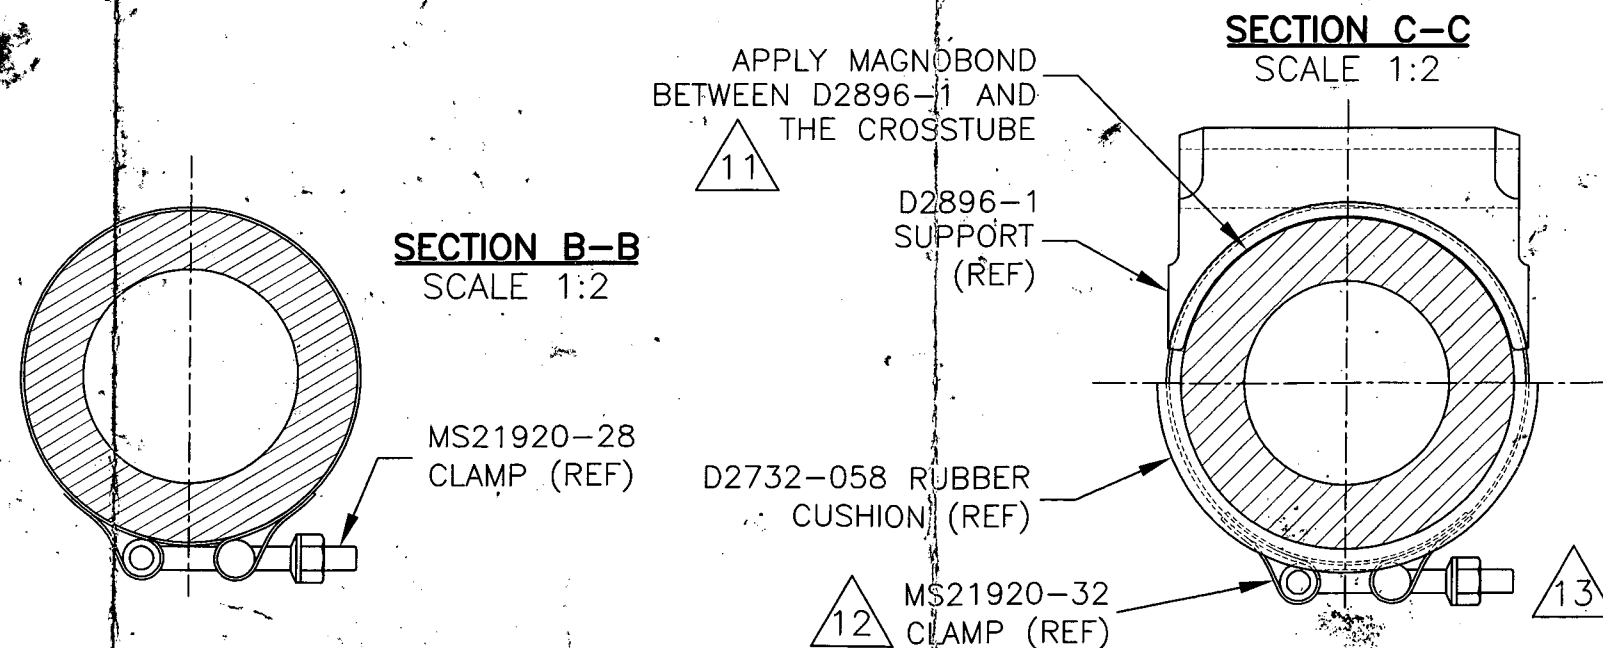 SECTION B-B
SCALE 1:2
MS21920-28
CLAMP (REF)
SECTION C-C
SCALE 1:2
APPLY MAGNOBOND
BETWEEN D2896-1 AND
THE CROSSTUBE
11
D2896-1
SUPPORT
(REF)
D2732-058 RUBBER
CUSHION (REF)
12
MS21920-32
CLAMP (REF)
13